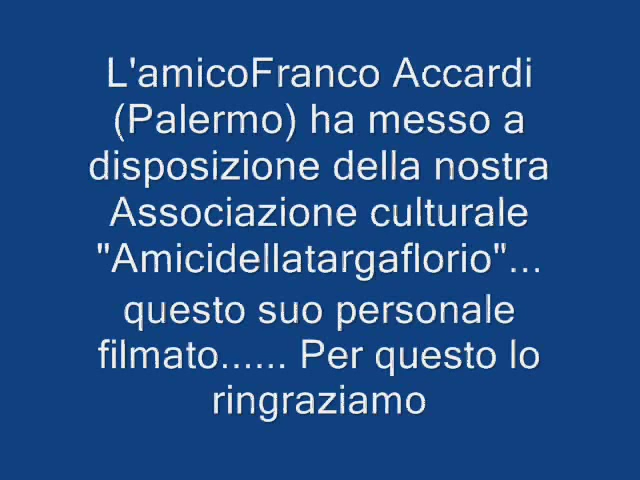 L'amicoFranco Accardi
(Palermo) ha messo a
disposizione della nostra
Associazione culturale
"Amicidellatargaflorio"...
questo suo personale
filmato...... Per questo lo
ringraziamo